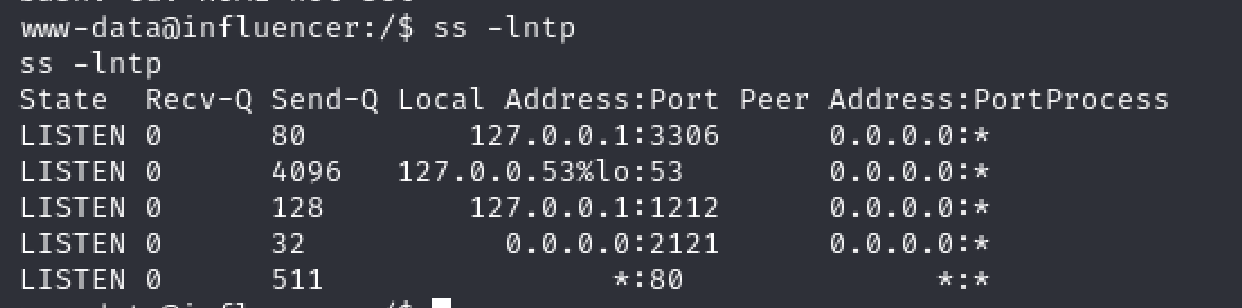 www-data@influencer:/$ ss -lntp
ss -lntp
State  Recv-Q Send-Q Local Address:Port Peer Address:PortProcess
LISTEN 0      80         127.0.0.1:3306      0.0.0.0:*
LISTEN 0      4096   127.0.0.53%lo:53        0.0.0.0:*
LISTEN 0      128        127.0.0.1:1212      0.0.0.0:*
LISTEN 0      32           0.0.0.0:2121      0.0.0.0:*
LISTEN 0      511                *:80              *:*